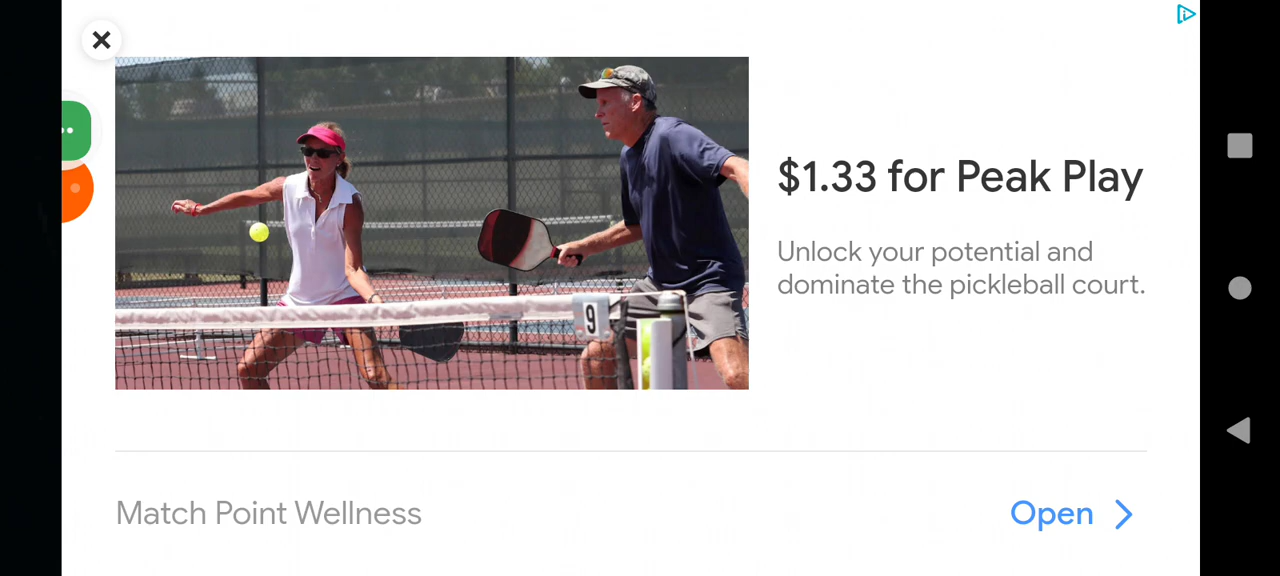 $1.33 for Peak Play
Unlock your potential and
dominate the pickleball court.
9
Match Point Wellness
Open